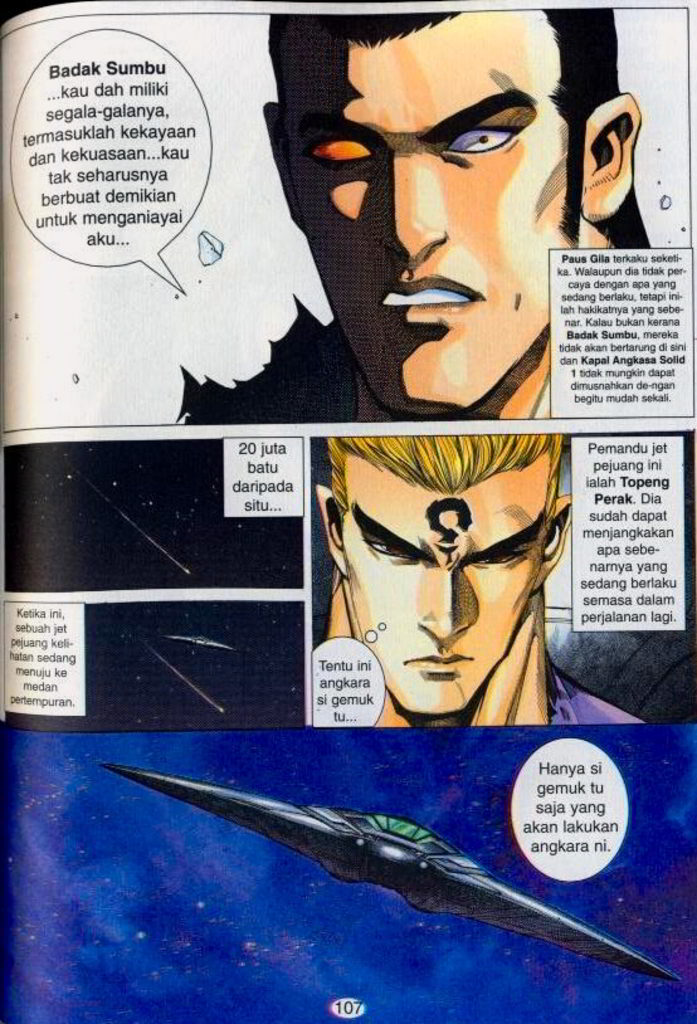 Badak Sumbu
...kau dah miliki
segala-galanya,
termasuklah kekayaan
dan kekuasaan...kau
tak seharusnya
berbuat demikian
untuk menganiayai
aku...
Paus Gila terkaku seketi-
ka. Walaupun dia tidak per-
caya dengan apa yang
sedang berlaku, tetapi ini-
lah hakikatnya yang sebe-
nar. Kalau bukan kerana
Badak Sumbu, mereka
tidak akan bertarung di sini
dan Kapal Angkasa Solid
1 tidak mungkin dapat
dimusnahkan de-ngan
begitu mudah sekali.
20 juta
batu
daripada
situ...
Ketika ini,
sebuah jet
pejuang keli-
hatan sedang
menuju ke
medan
pertempuran.
Pemandu jet
pejuang ini
ialah Topeng
Perak. Dia
sudah dapat
menjangkakan
apa sebe-
narnya yang
sedang berlaku
semasa dalam
perjalanan lagi.
Tentu ini
angkara
si gemuk
tu...
Hanya si
gemuk tu
saja yang
akan lakukan
angkara ni.
107